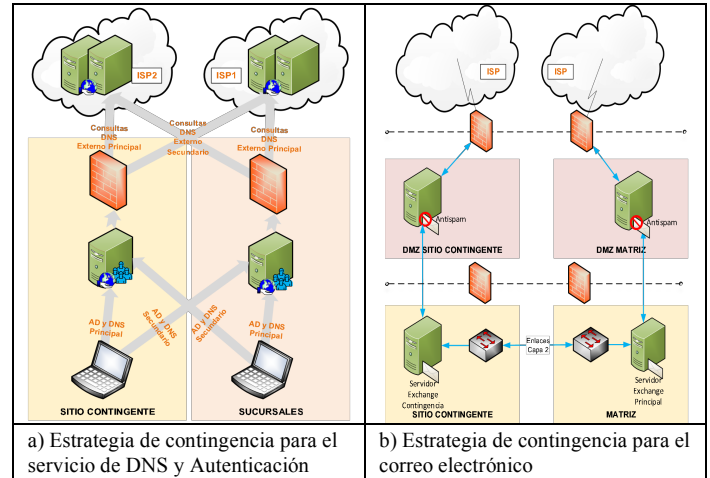 ISP2
ISP1
Consultas
DNS
Externo Principal
Consultas
DNS
Externo
Secundario
Consultas
DNS
Externo Principal
AD y DNS
Principal
AD y DNS
Secundario
AD y DNS
Secundario
AD y DNS
Principal
SITIO CONTINGENTE
SUCURSALES
ISP
ISP
Antispam
Antispam
DMZ SITIO CONTINGENTE
DMZ MATRIZ
Enlaces
Capa 2
Servidor
Exchange
Contingencia
Servidor
Exchange
Principal
SITIO CONTINGENTE
MATRIZ
a) Estrategia de contingencia para el
servicio de DNS y Autenticación
b) Estrategia de contingencia para el
correo electrónico